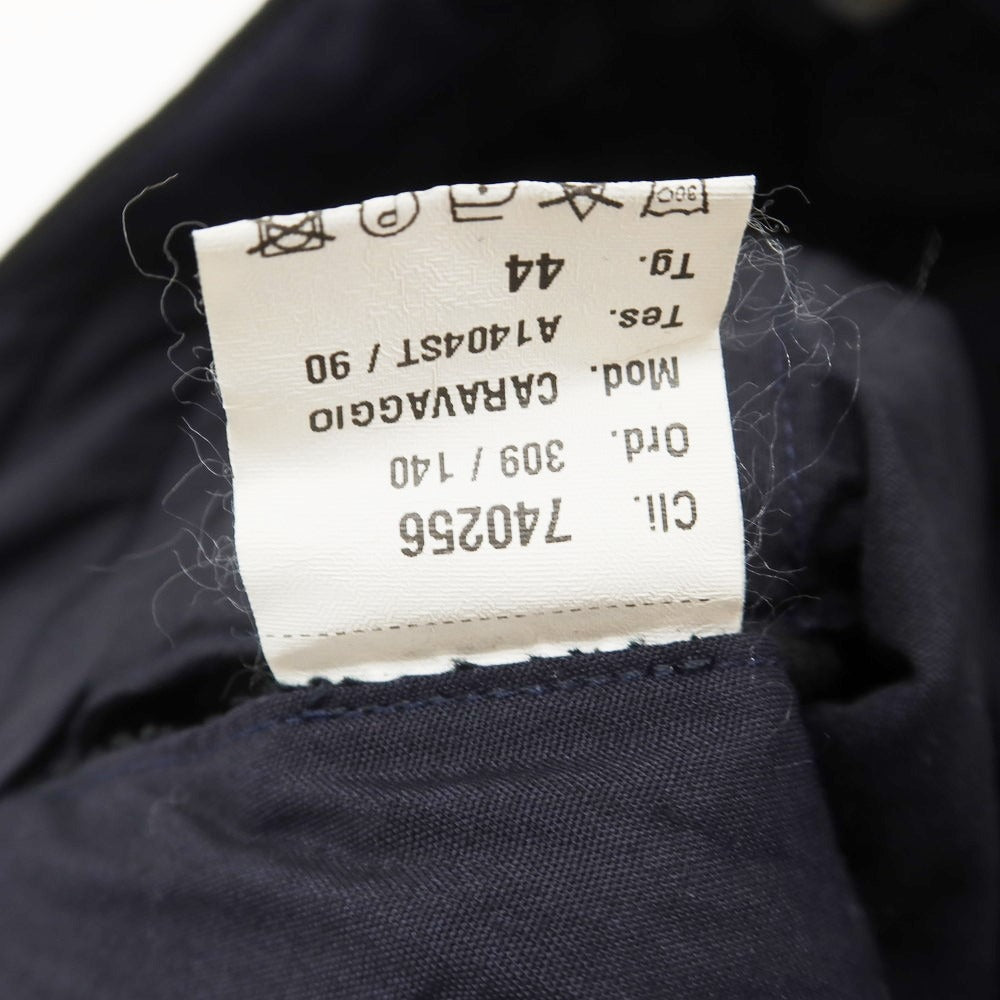 Cli. 740256
Ord. 309 / 140
Mod. CARAVAGGIO
Tes. A1404ST / 90
Tg. 44
30C P